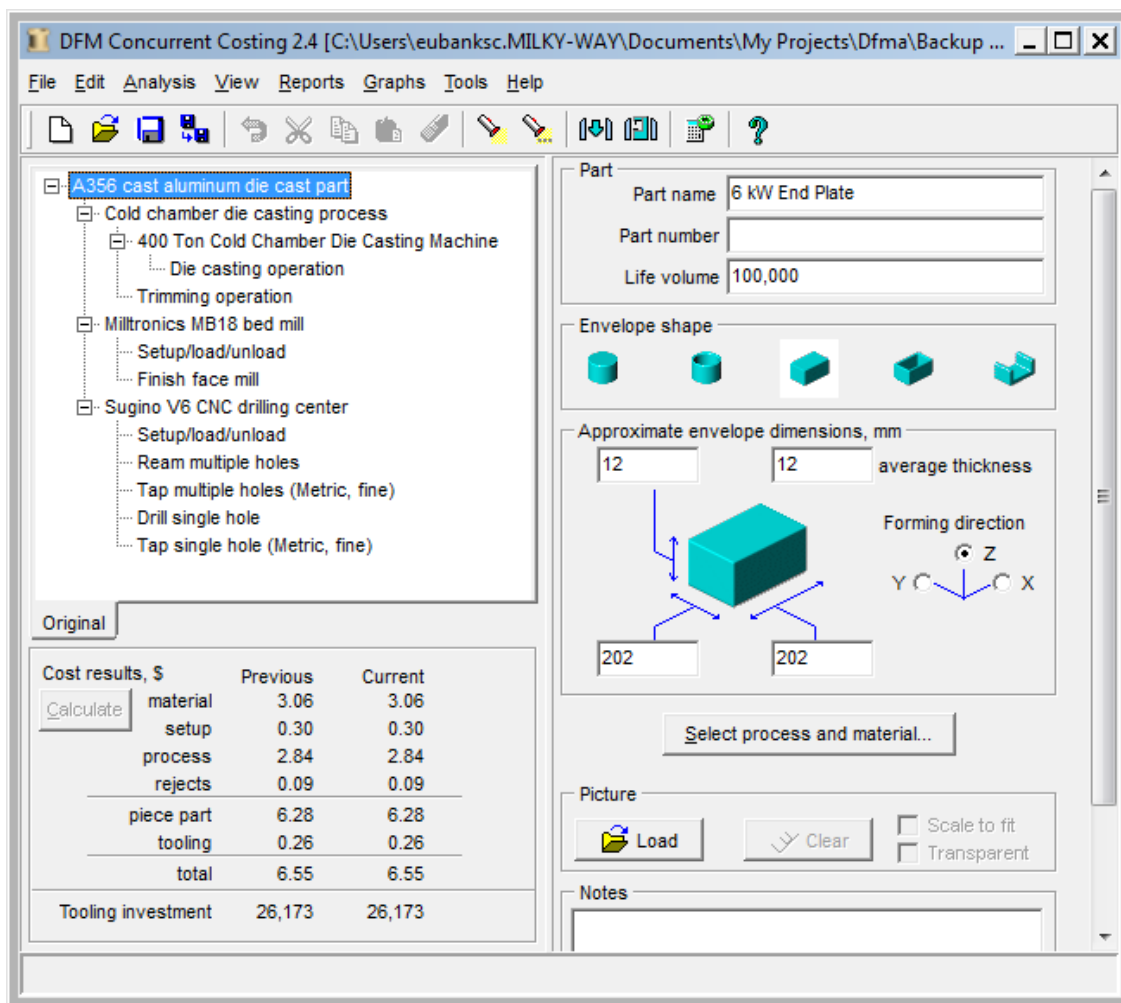 DFM Concurrent Costing 2.4 [C:\Users\eubanksc.MILKY-WAY\Documents\My Projects\Dfma\Backup ...
File Edit Analysis View Reports Graphs Tools Help
A356 cast aluminum die cast part
Cold chamber die casting process
400 Ton Cold Chamber Die Casting Machine
Die casting operation
Trimming operation
Milltronics MB18 bed mill
Setup/load/unload
Finish face mill
Sugino V6 CNC drilling center
Setup/load/unload
Ream multiple holes
Tap multiple holes (Metric, fine)
Drill single hole
Tap single hole (Metric, fine)
Original
Cost results, $ Previous Current
Calculate
material 3.06 3.06
setup 0.30 0.30
process 2.84 2.84
rejects 0.09 0.09
piece part 6.28 6.28
tooling 0.26 0.26
total 6.55 6.55
Tooling investment 26,173 26,173
Part
Part name 6 kW End Plate
Part number
Life volume 100,000
Envelope shape
Approximate envelope dimensions, mm
12 12 average thickness
Forming direction
Z
Y X
202 202
Select process and material...
Picture
Load Clear Scale to fit
Transparent
Notes